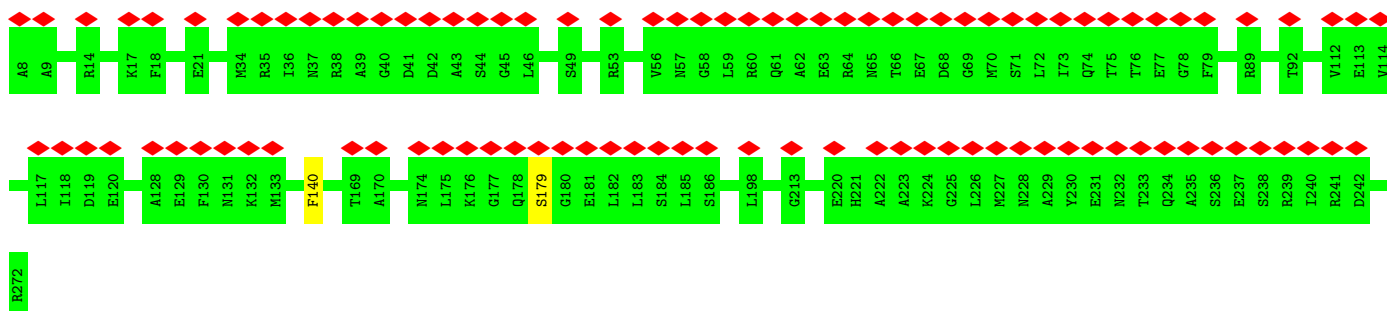 A8 A9 R14 K17 F18 E21 M34 R35 I36 N37 R38 A39 G40 D41 D42 A43 S44 G45 L46 S49 R53 V56 N57 G58 L59 R60 Q61 A62 E63 R64 N65 T66 E67 D68 G69 M70 S71 L72 I73 Q74 T75 T76 E77 G78 F79 R89 T92 V112 E113 V114
L117 I118 D119 E120 A128 E129 F130 N131 K132 M133 F140 T169 A170 N174 L175 K176 G177 Q178 S179 G180 E181 L182 L183 S184 L185 S186 L198 G213 E220 H221 A222 A223 K224 G225 L226 M227 N228 A229 Y230 E231 N232 T233 Q234 A235 S236 E237 S238 R239 I240 R241 D242
R272